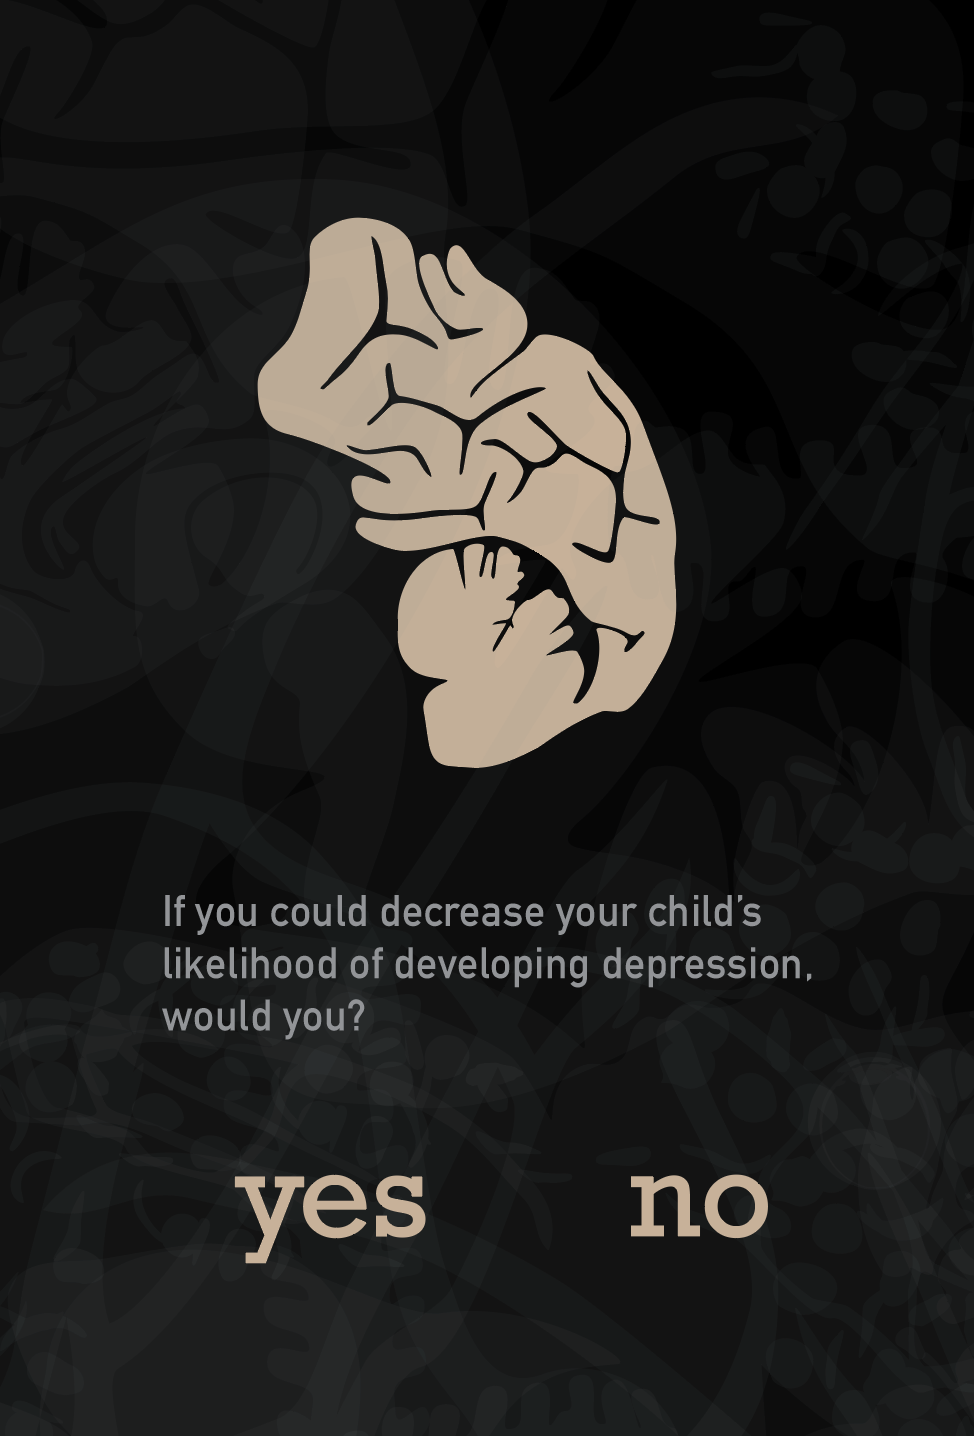 If you could decrease your child’s
likelihood of developing depression,
would you?
yes no